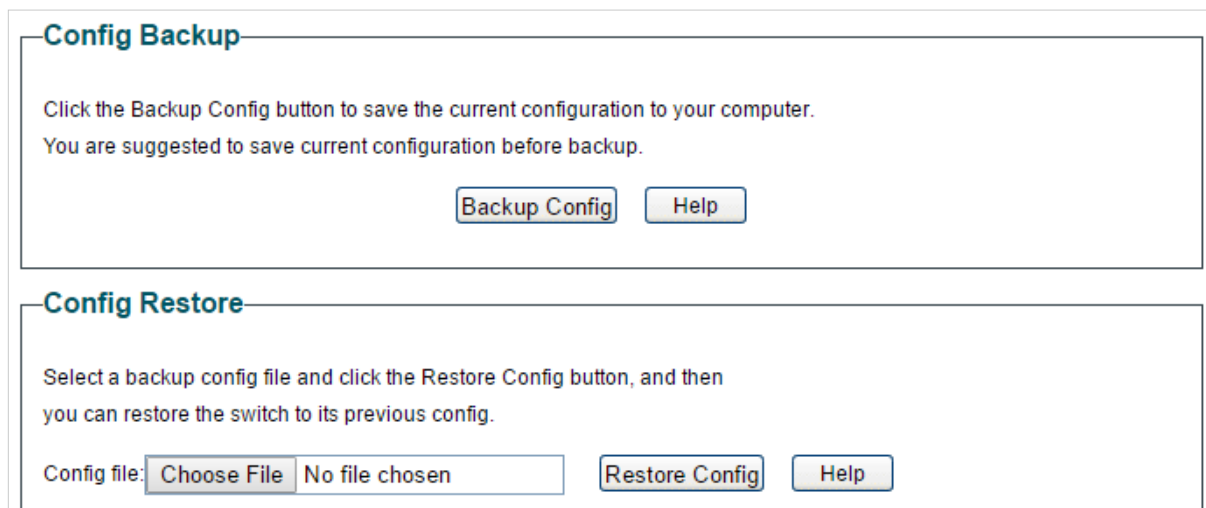 Config Backup
Click the Backup Config button to save the current configuration to your computer.
You are suggested to save current configuration before backup.
Backup Config Help
Config Restore
Select a backup config file and click the Restore Config button, and then
you can restore the switch to its previous config.
Config file: Choose File No file chosen Restore Config Help